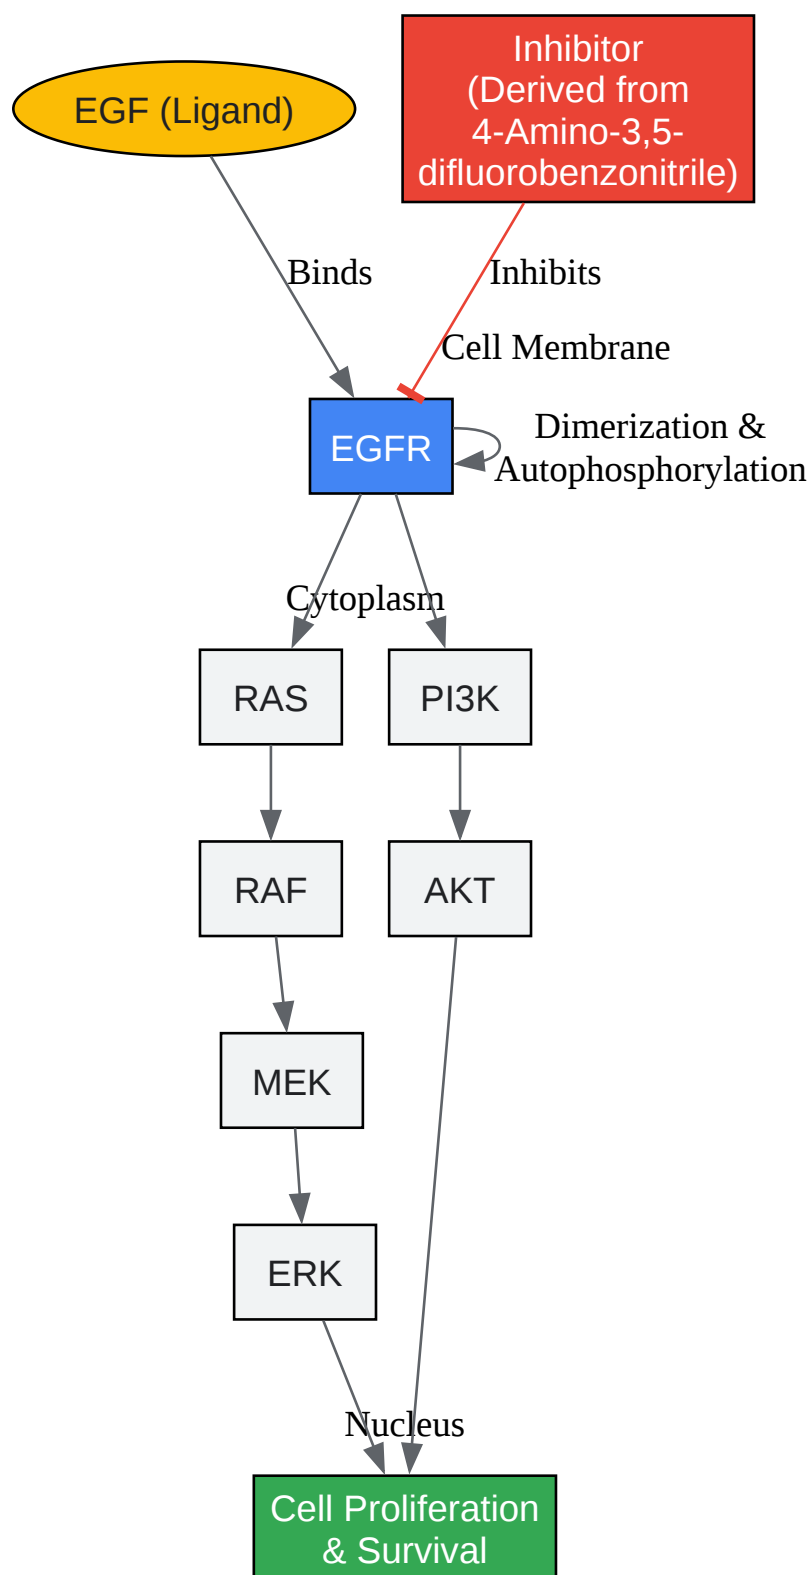 EGF (Ligand)
Inhibitor
(Derived from
4-Amino-3,5-
difluorobenzonitrile)
Binds
Inhibits
Cell Membrane
EGFR
Dimerization &
Autophosphorylation
Cytoplasm
RAS
PI3K
RAF
AKT
MEK
ERK
Nucleus
Cell Proliferation
& Survival